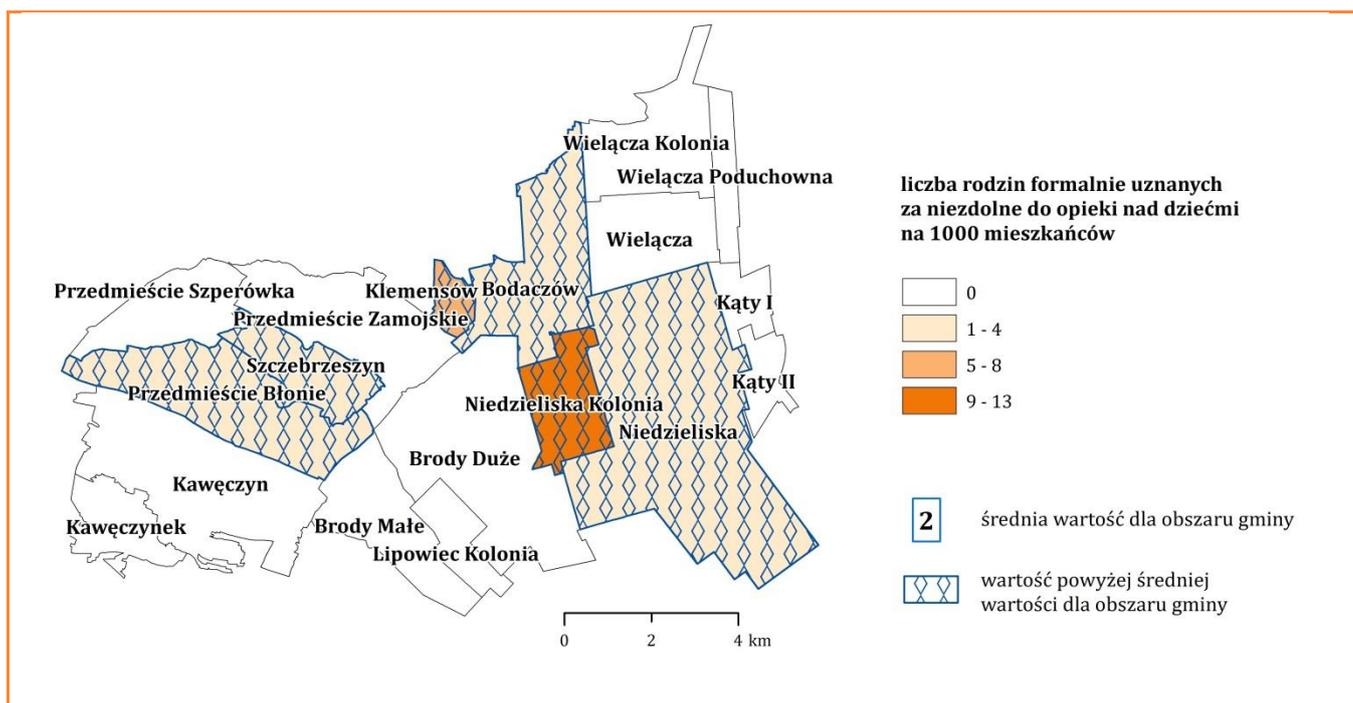 Wielącza Kolonia
Wielącza Poduchowna
Wielącza
Przedmieście Szperówka
Klemensów
Bodaczów
Kąty I
Przedmieście Zamojskie
Szczebrzeszyn
Kąty II
Przedmieście Błonie
Niedzieliska Kolonia
Niedzieliska
Brody Duże
Kawęczyn
Kawęczynek
Brody Małe
Lipowiec Kolonia
0 2 4 km
liczba rodzin formalnie uznanych
za niezdolne do opieki nad dziećmi
na 1000 mieszkańców
0
1 - 4
5 - 8
9 - 13
2 średnia wartość dla obszaru gminy
wartość powyżej średniej
wartości dla obszaru gminy